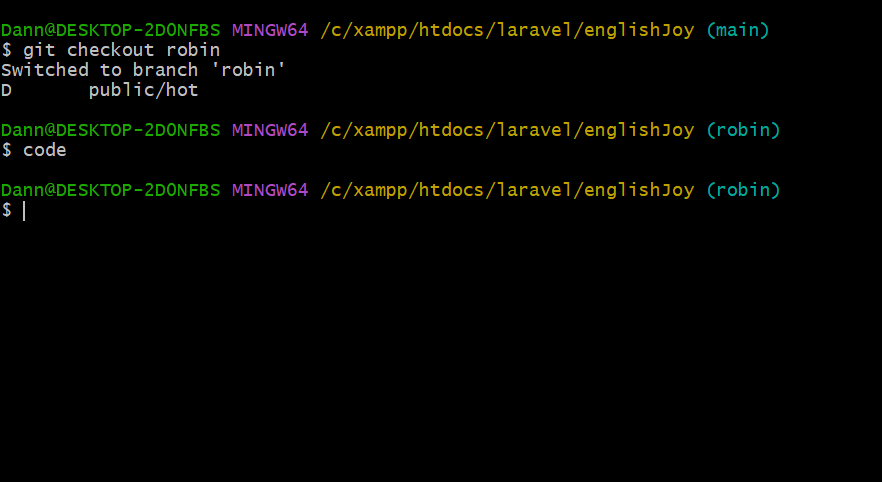 Dann@DESKTOP-2D0NFBS MINGW64 /c/xampp/htdocs/laravel/englishJoy (main)
$ git checkout robin
Switched to branch 'robin'
D       public/hot
Dann@DESKTOP-2D0NFBS MINGW64 /c/xampp/htdocs/laravel/englishJoy (robin)
$ code
Dann@DESKTOP-2D0NFBS MINGW64 /c/xampp/htdocs/laravel/englishJoy (robin)
$